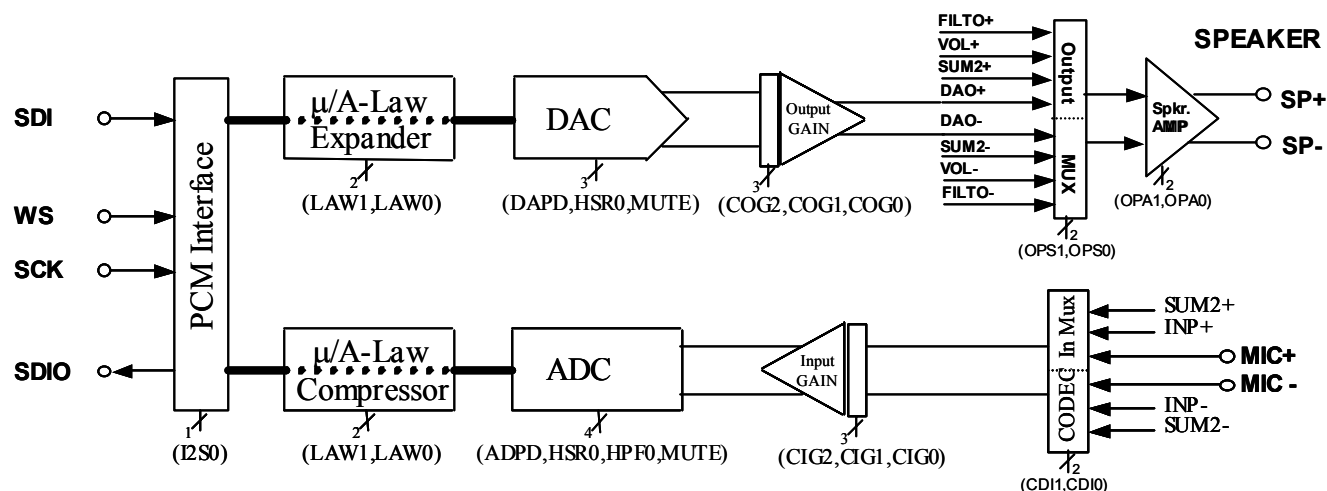 SDI
WS
SCK
SDIO
PCM Interface
1
(I2S0)
µ/A-Law
Expander
2
(LAW1,LAW0)
DAC
3
(DAPD,HSR0,MUTE)
Output
GAIN
3
(COG2,COG1,COG0)
FILTO+
VOL+
SUM2+
DAO+
DAO-
SUM2-
VOL-
FILTO-
Output
MUX
2
(OPS1,OPS0)
SPEAKER
Spkr.
AMP
2
(OPA1,OPA0)
SP+
SP-
µ/A-Law
Compressor
2
(LAW1,LAW0)
ADC
4
(ADPD,HSR0,HPF0,MUTE)
Input
GAIN
3
(CIG2,CIG1,CIG0)
CODEC In Mux
2
(CDI1,CDI0)
SUM2+
INP+
MIC+
MIC -
INP-
SUM2-